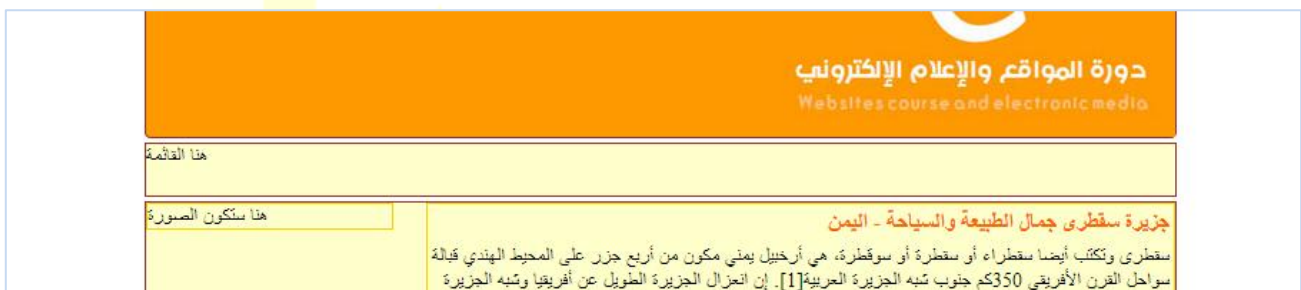 دورة المواقع والإعلام الإلكتروني
Websites course and electronic media
هنا القائمة
جزيرة سقطرى جمال الطبيعة والسياحة - اليمن
سقطرى وتكتب أيضا سقطراء أو سقطرة أو سوقطرة، هي أرخبيل يمني مكون من أربع جزر على المحيط الهندي قبالة
سواحل القرن الأفريقي 350كم جنوب شبه الجزيرة العربية[1]. إن انعزال الجزيرة الطويل عن أفريقيا وشبه الجزيرة
هنا ستكون الصورة